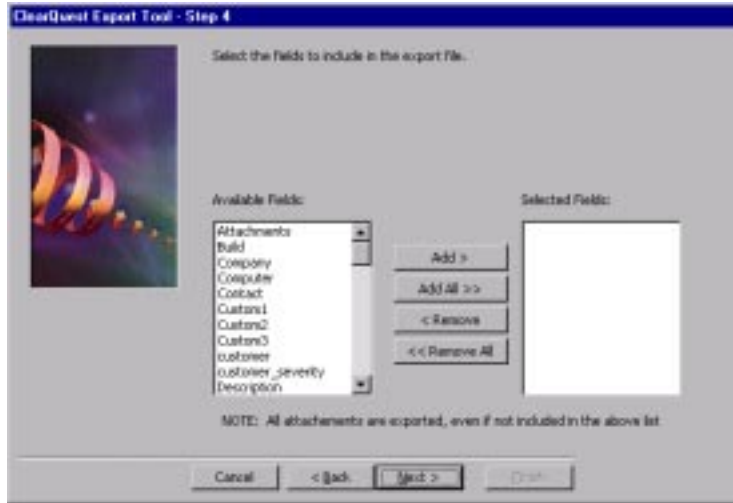 ClearQuest Export Tool - Step 4
Select the fields to include in the export file.
Available Fields:
Selected Fields:
Attachments
Build
Company
Computer
Contact
Custom1
Custom2
Custom3
customer
customer_severity
Description
Add >
Add All >>
< Remove
<< Remove All
NOTE: All attachements are exported, even if not included in the above list
Cancel
< Back
Next >